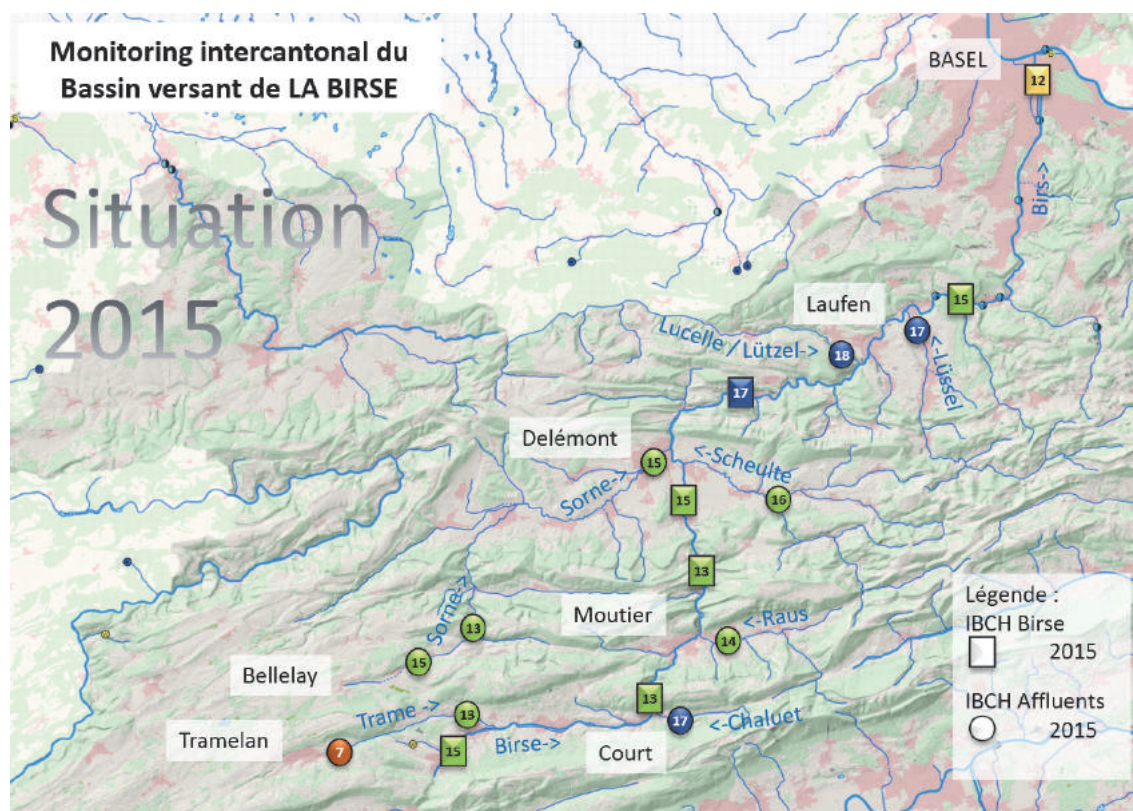 Monitoring intercantonal du
Bassin versant de LA BIRSE
BASEL
12
Situation
2015
Birs->
Laufen
15
17
Lucelle / Lützel->
18
<-Lüssel
17
Delémont
15
<-Scheulte
Sorne->
15
16
13
Légende :
IBCH Birse
2015
IBCH Affluents
2015
Sorne->
13
Moutier
<-Raus
14
15
Bellelay
13
Trame->
13
17
<-Chaluet
Tramelan
7
15
Birse->
Court